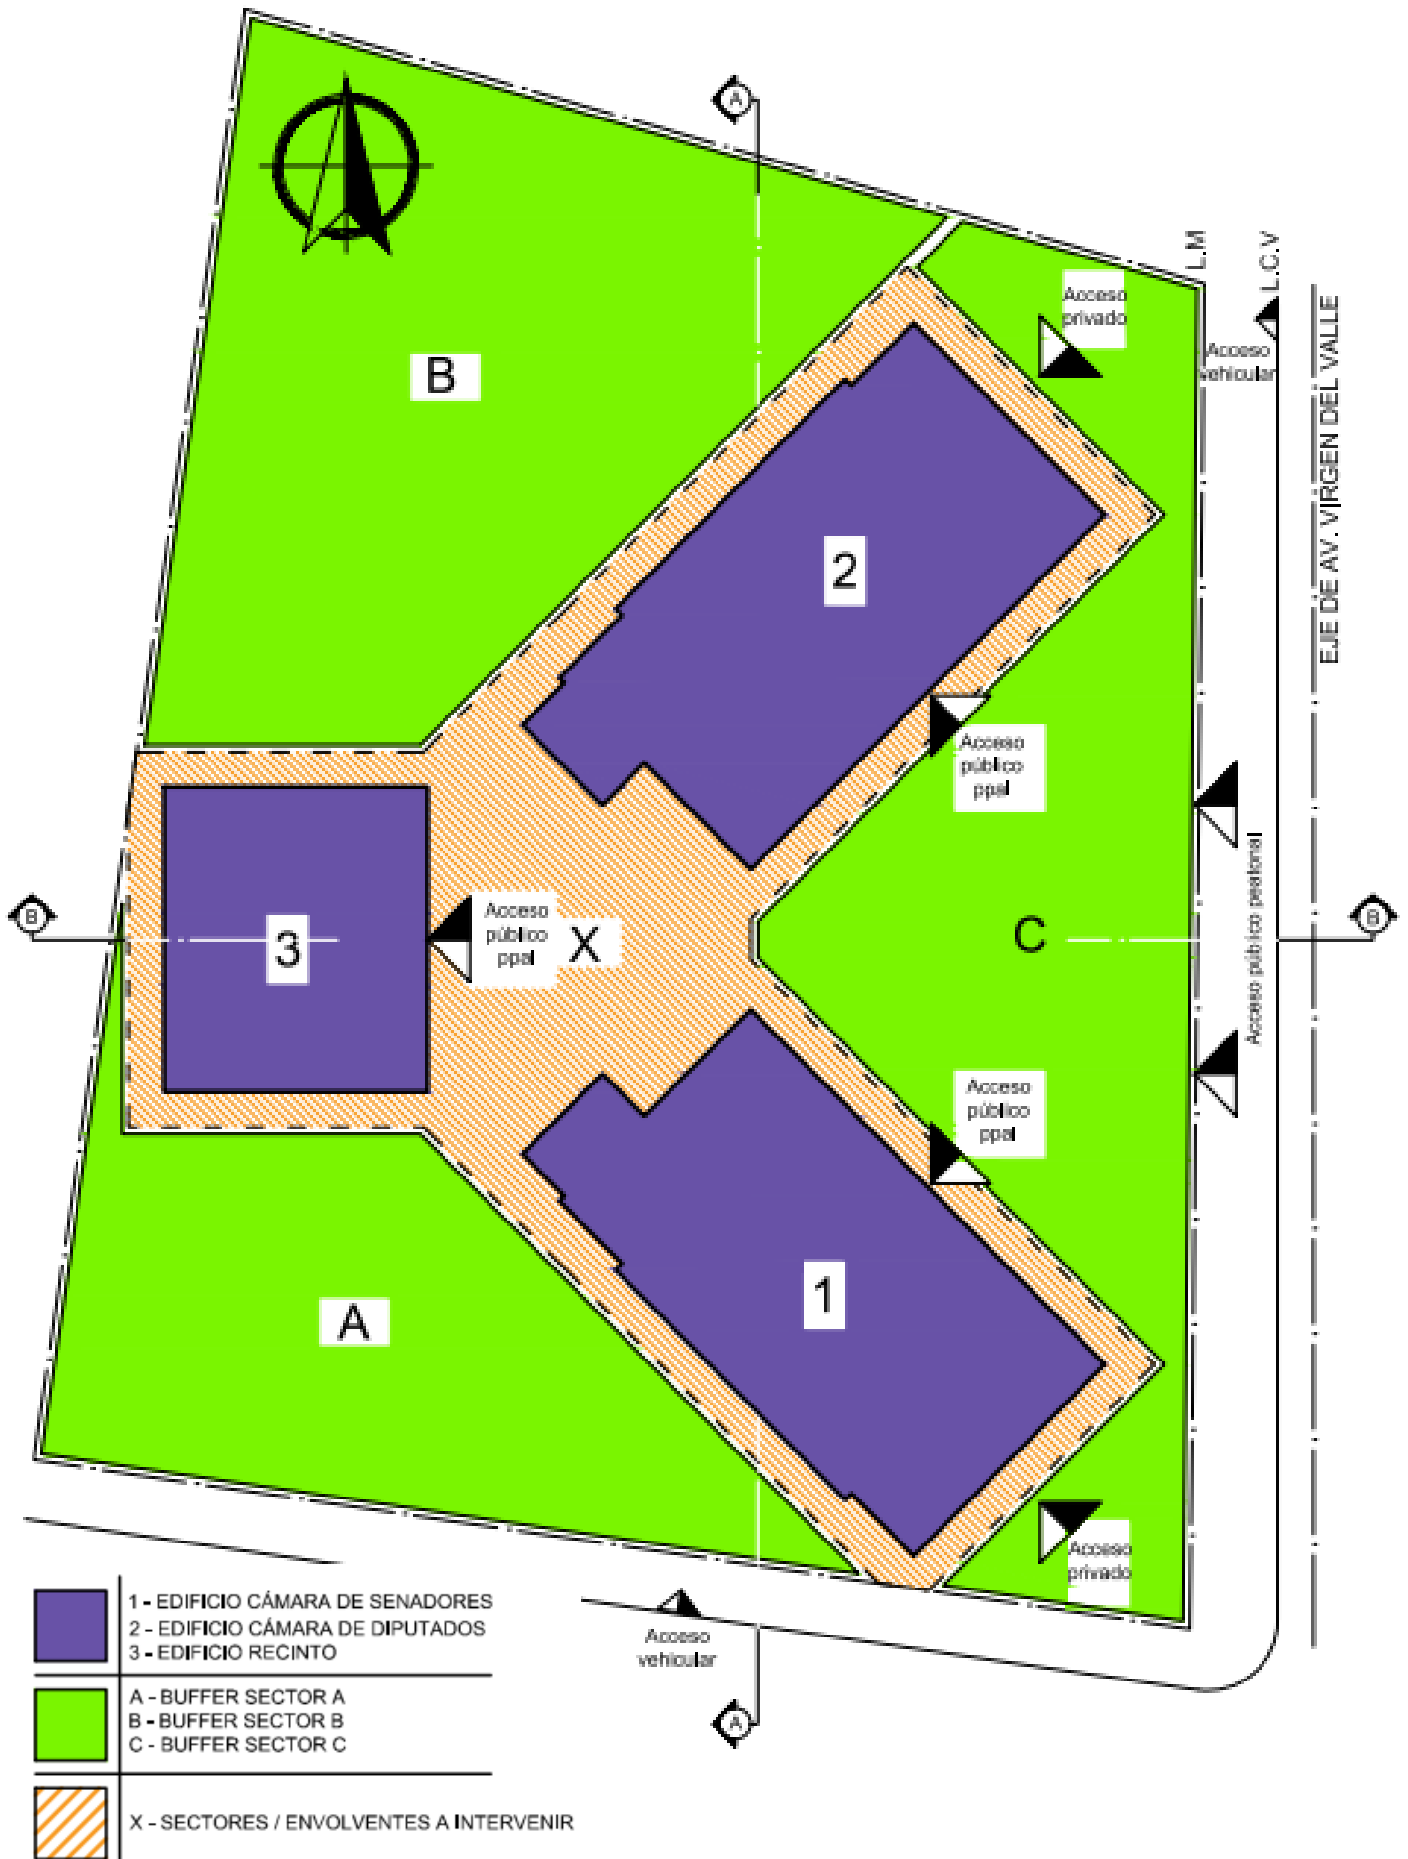 A
L.M
L.C.V
Acceso
privado
Acceso
vehicular
EJE DE AV. VIRGEN DEL VALLE
B
2
Acceso
público
ppal
B
3
Acceso
público
ppal
X
C
Acceso púbico peatonal
B
Acceso
público
ppal
1
A
Acceso
privado
Acceso
vehicular
A
1 - EDIFICIO CÁMARA DE SENADORES
2 - EDIFICIO CÁMARA DE DIPUTADOS
3 - EDIFICIO RECINTO
A - BUFFER SECTOR A
B - BUFFER SECTOR B
C - BUFFER SECTOR C
X - SECTORES / ENVOLVENTES A INTERVENIR